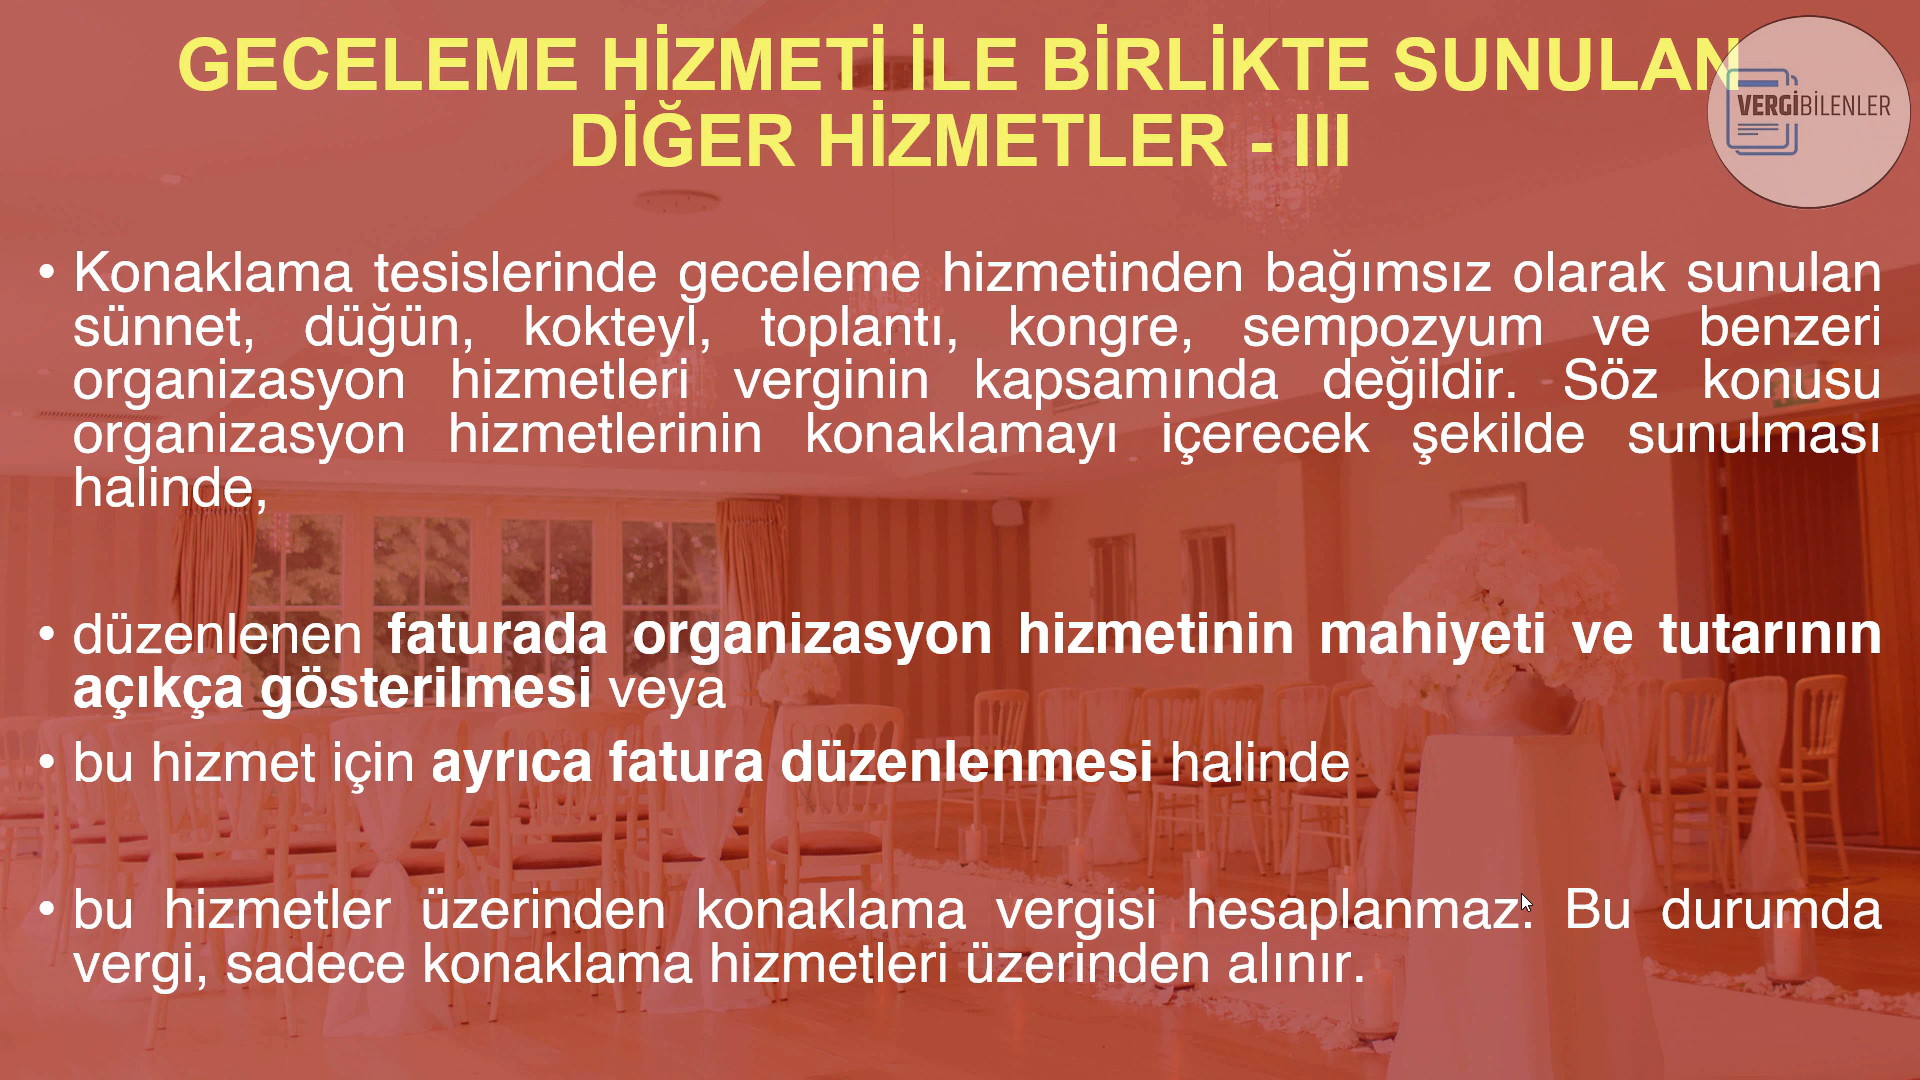 GECELEME HİZMETİ İLE BİRLİKTE SUNULAN
DİĞER HİZMETLER - III
VERGİBİLENLER
• Konaklama tesislerinde geceleme hizmetinden bağımsız olarak sunulan
sünnet, düğün, kokteyl, toplantı, kongre, sempozyum ve benzeri
organizasyon hizmetleri verginin kapsamında değildir. Söz konusu
organizasyon hizmetlerinin konaklamayı içerecek şekilde sunulması
halinde,
• düzenlenen faturada organizasyon hizmetinin mahiyeti ve tutarının
açıkça gösterilmesi veya
• bu hizmet için ayrıca fatura düzenlenmesi halinde
• bu hizmetler üzerinden konaklama vergisi hesaplanmaz. Bu durumda
vergi, sadece konaklama hizmetleri üzerinden alınır.